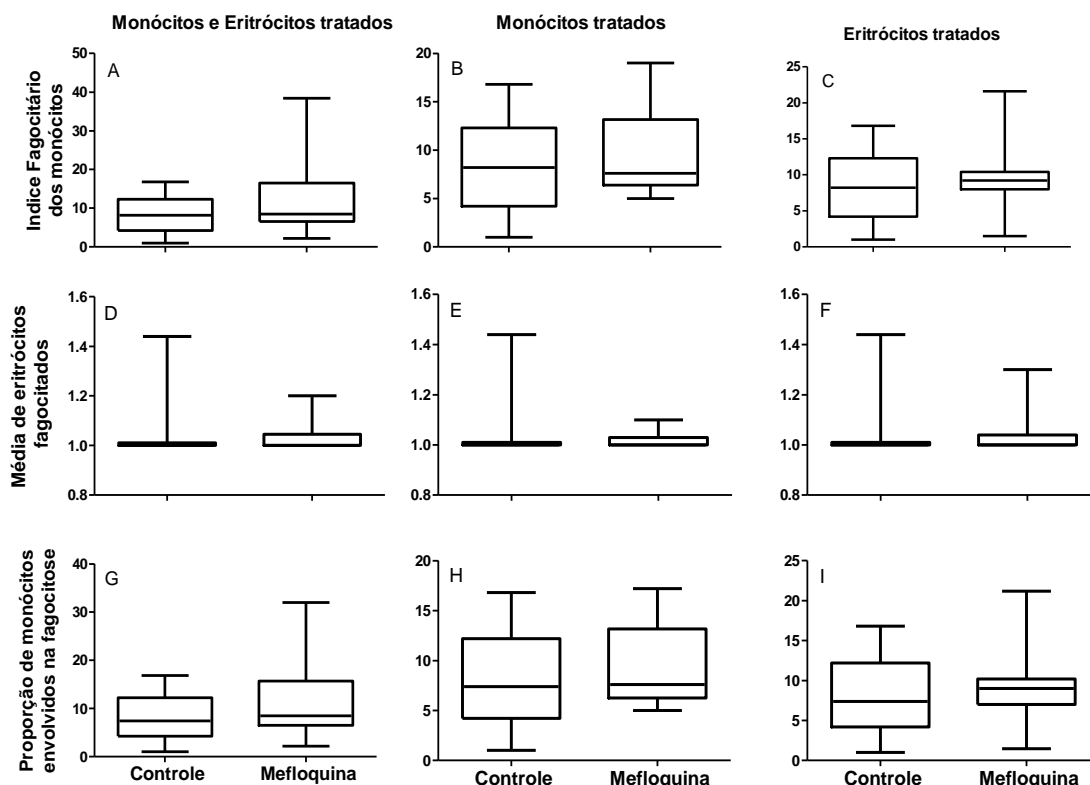 Monócitos e Eritrócitos tratados
Monócitos tratados
Eritrócitos tratados
Indice Fagocitário
dos monócitos
A
50
40
30
20
10
0
B
20
15
10
5
0
C
25
20
15
10
5
0
Média de eritrócitos
fagocitados
D
1.6
1.4
1.2
1.0
0.8
E
1.6
1.4
1.2
1.0
0.8
F
1.6
1.4
1.2
1.0
0.8
Proporção de monócitos
envolvidos na fagocitose
G
40
30
20
10
0
Controle
Mefloquina
H
20
15
10
5
0
Controle
Mefloquina
I
25
20
15
10
5
0
Controle
Mefloquina